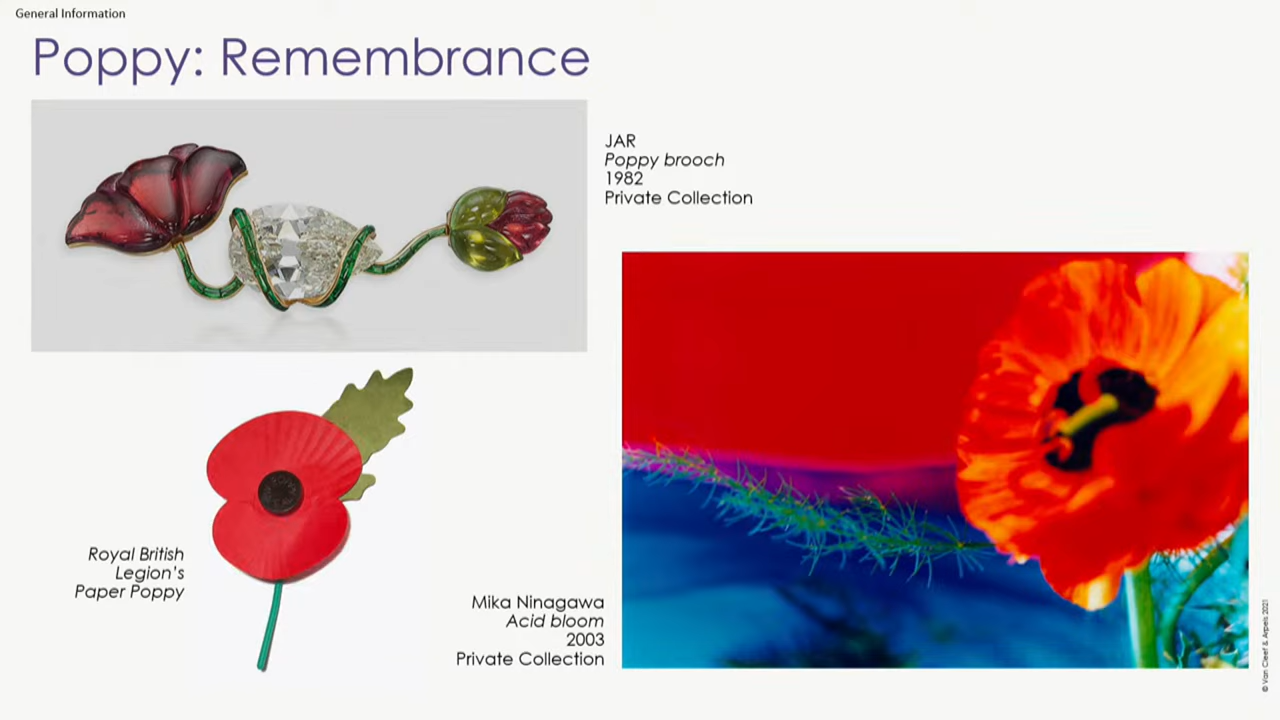 General Information
Poppy: Remembrance
JAR
Poppy brooch
1982
Private Collection
Royal British
Legion's
Paper Poppy
Mika Ninagawa
Acid bloom
2003
Private Collection
© Van Cleef & Arpels 2021